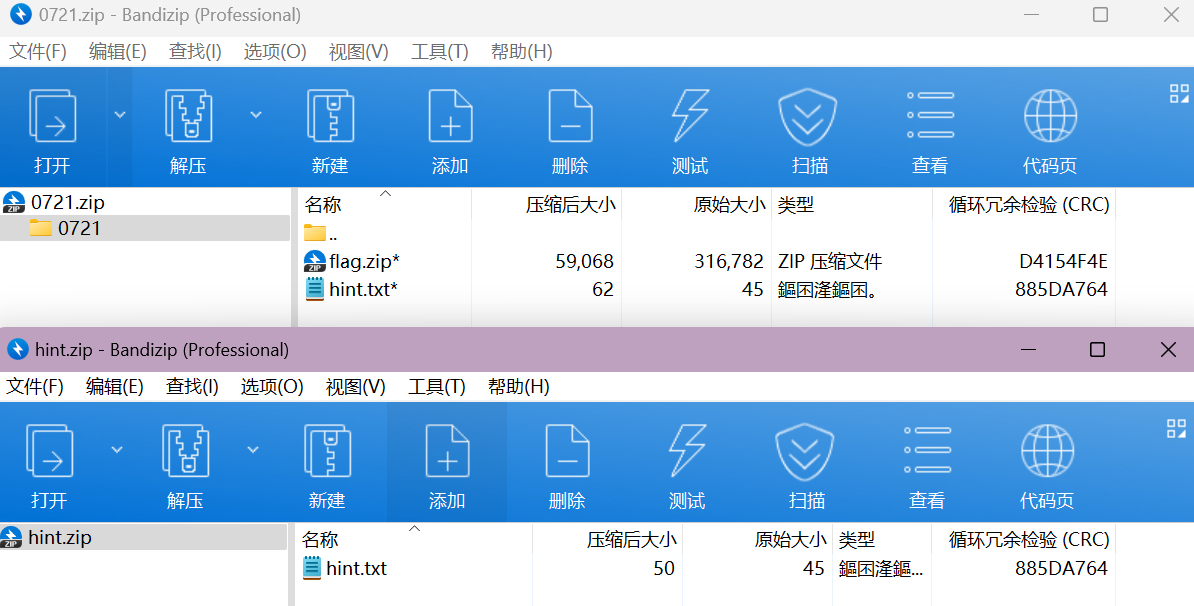 0721.zip - Bandizip (Professional)
文件(F) 编辑(E) 查找(I) 选项(O) 视图(V) 工具(T) 帮助(H)
打开 解压 新建 添加 删除 测试 扫描 查看 代码页
0721.zip
0721
名称 压缩后大小 原始大小 类型 循环冗余检验 (CRC)
..
flag.zip* 59,068 316,782 ZIP 压缩文件 D4154F4E
hint.txt* 62 45 鏂囨湰鏂囨。 885DA764
hint.zip - Bandizip (Professional)
文件(F) 编辑(E) 查找(I) 选项(O) 视图(V) 工具(T) 帮助(H)
打开 解压 新建 添加 删除 测试 扫描 查看 代码页
hint.zip
名称 压缩后大小 原始大小 类型 循环冗余检验 (CRC)
hint.txt 50 45 885DA764